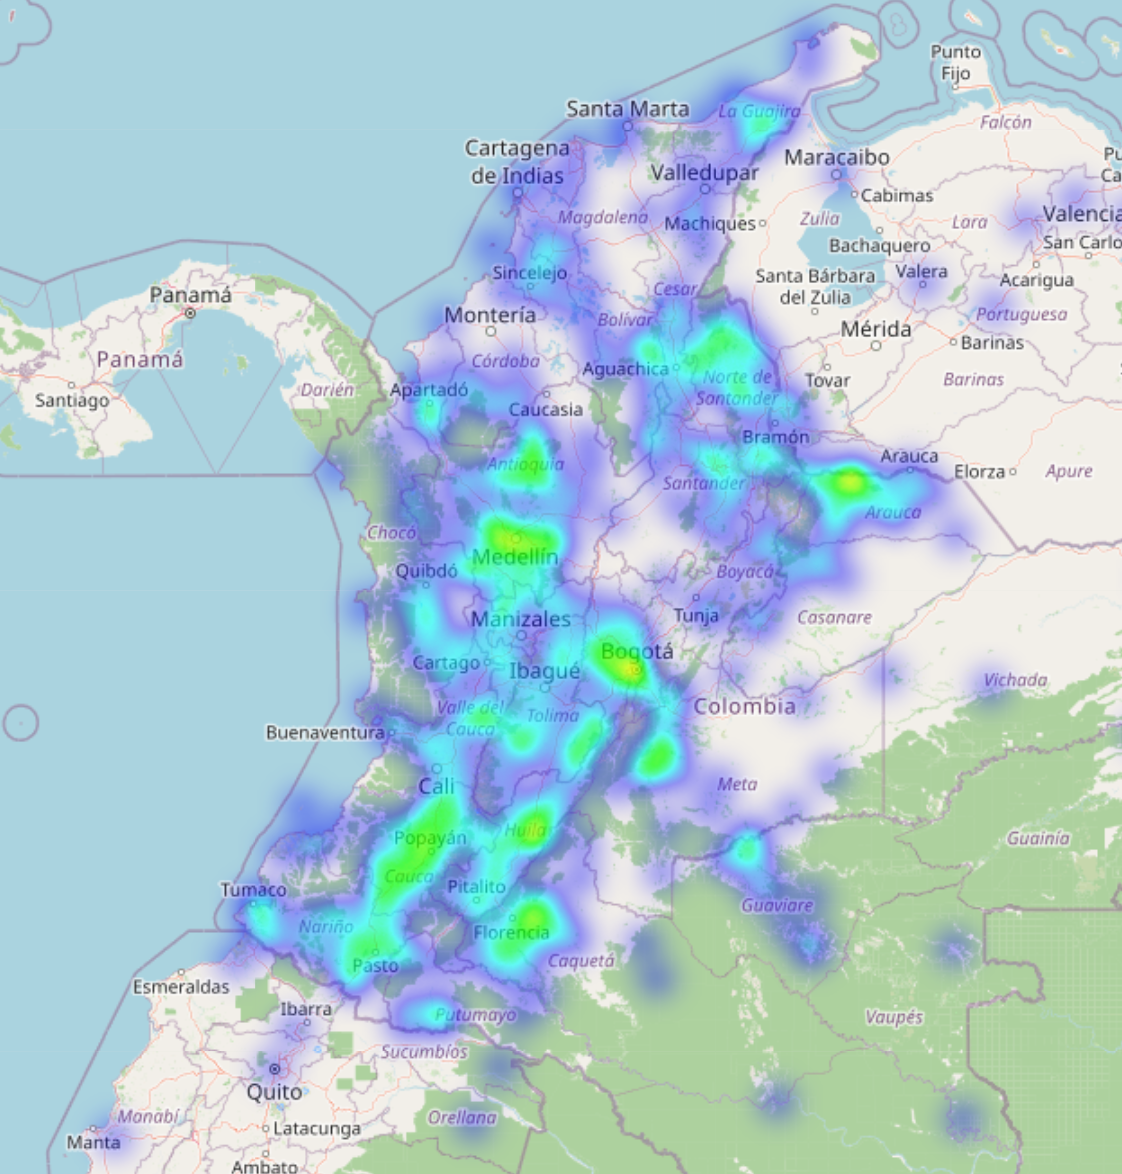 Punto
Fijo
Santa Marta
La Guajira
Falcón
Cartagena
de Indias
Maracaibo
Valledupar
Cabimas
Magdalena
Machiques
Zulia
Lara
Valencia
San Carlo
Bachaquero
Sincelejo
Santa Bárbara
del Zulia
Valera
Acarigua
Cesar
Panamá
Montería
Bolívar
Portuguesa
Mérida
Barinas
Panamá
Córdoba
Aguachica
Norte de
Santander
Tovar
Barinas
Santiago
Darién
Apartadó
Caucasia
Bramón
Antioquia
Arauca
Elorza
Apure
Santander
Arauca
Chocó
Medellín
Quibdó
Boyacá
Manizales
Tunja
Casanare
Cartago
Ibagué
Bogotá
Vichada
Valle del
Cauca
Tolima
Colombia
Buenaventura
Cali
Meta
Popayán
Huila
Guainía
Cauca
Pitalito
Tumaco
Guaviare
Nariño
Florencia
Pasto
Caquetá
Esmeraldas
Ibarra
Putumayo
Vaupés
Sucumbíos
Quito
Manabí
Orellana
Manta
Latacunga
Ambato